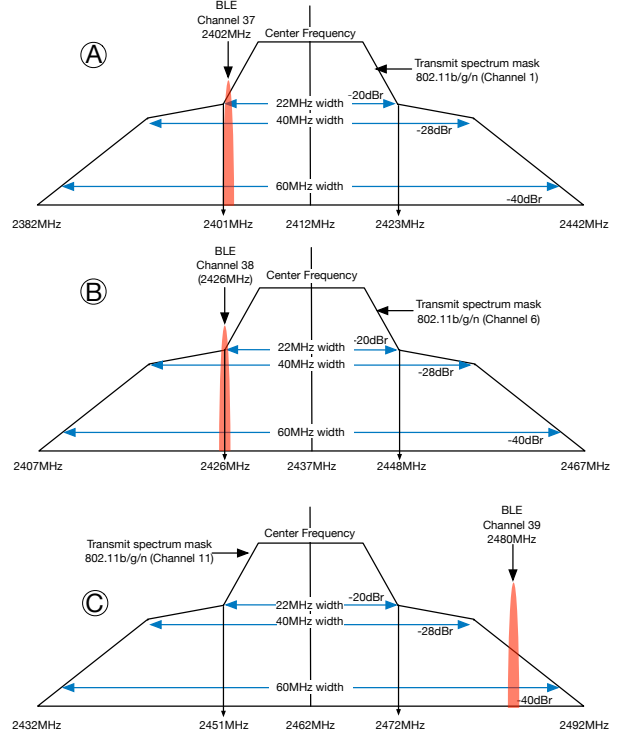 BLE
Channel 37
2402MHz
Center Frequency
A
Transmit spectrum mask
802.11b/g/n (Channel 1)
-20dBr
22MHz width
40MHz width
-28dBr
60MHz width
-40dBr
2382MHz
2401MHz
2412MHz
2423MHz
2442MHz
BLE
Channel 38
(2426MHz)
Center Frequency
B
Transmit spectrum mask
802.11b/g/n (Channel 6)
-20dBr
22MHz width
40MHz width
-28dBr
60MHz width
-40dBr
2407MHz
2426MHz
2437MHz
2448MHz
2467MHz
BLE
Channel 39
2480MHz
Center Frequency
Transmit spectrum mask
802.11b/g/n (Channel 11)
C
-20dBr
22MHz width
40MHz width
-28dBr
60MHz width
-40dBr
2432MHz
2451MHz
2462MHz
2472MHz
2492MHz